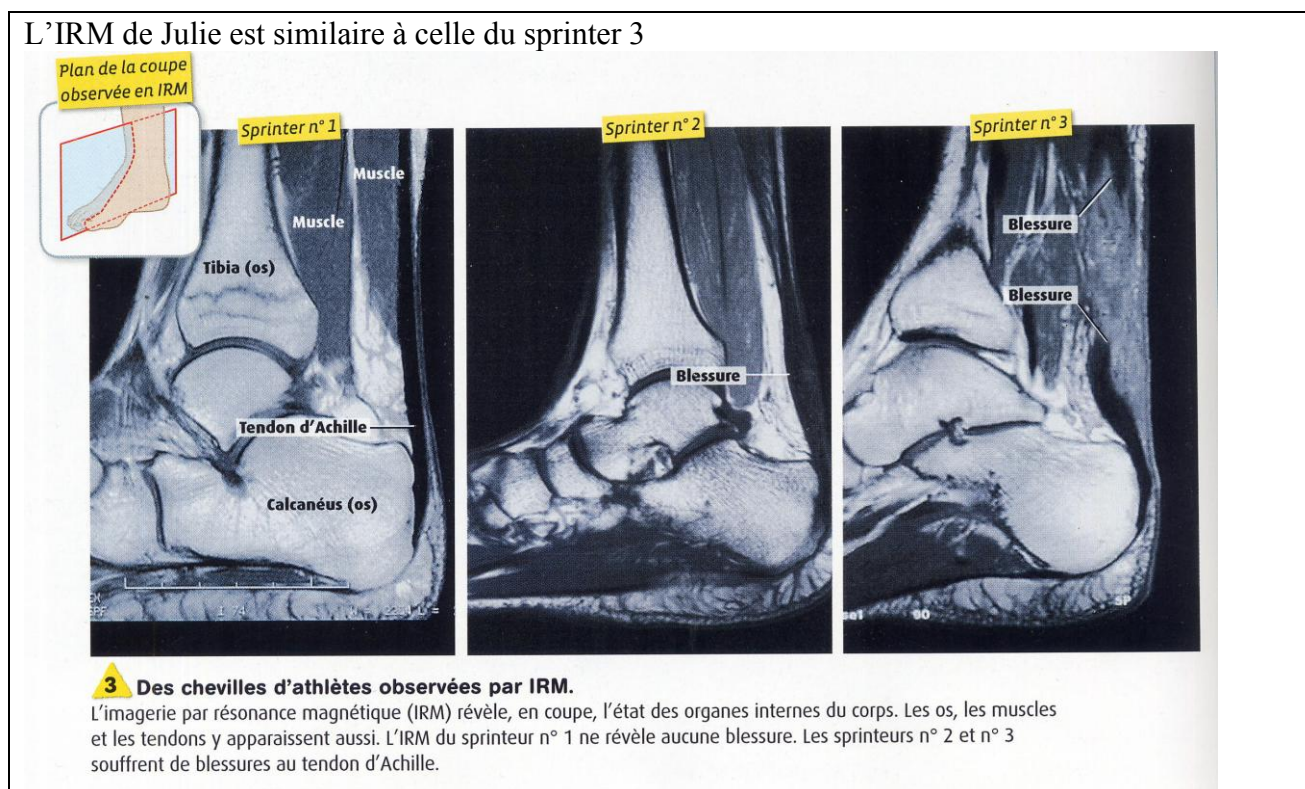 L'IRM de Julie est similaire à celle du sprinter 3
Plan de la coupe
observée en IRM
Sprinter n° 1
Sprinter n° 2
Sprinter n° 3
Muscle
Muscle
Tibia (os)
Tendon d'Achille
Calcanéus (os)
Blessure
Blessure
Blessure
3 Des chevilles d'athlètes observées par IRM.
L'imagerie par résonance magnétique (IRM) révèle, en coupe, l'état des organes internes du corps. Les os, les muscles
et les tendons y apparaissent aussi. L'IRM du sprinteur n° 1 ne révèle aucune blessure. Les sprinteurs n° 2 et n° 3
souffrent de blessures au tendon d'Achille.